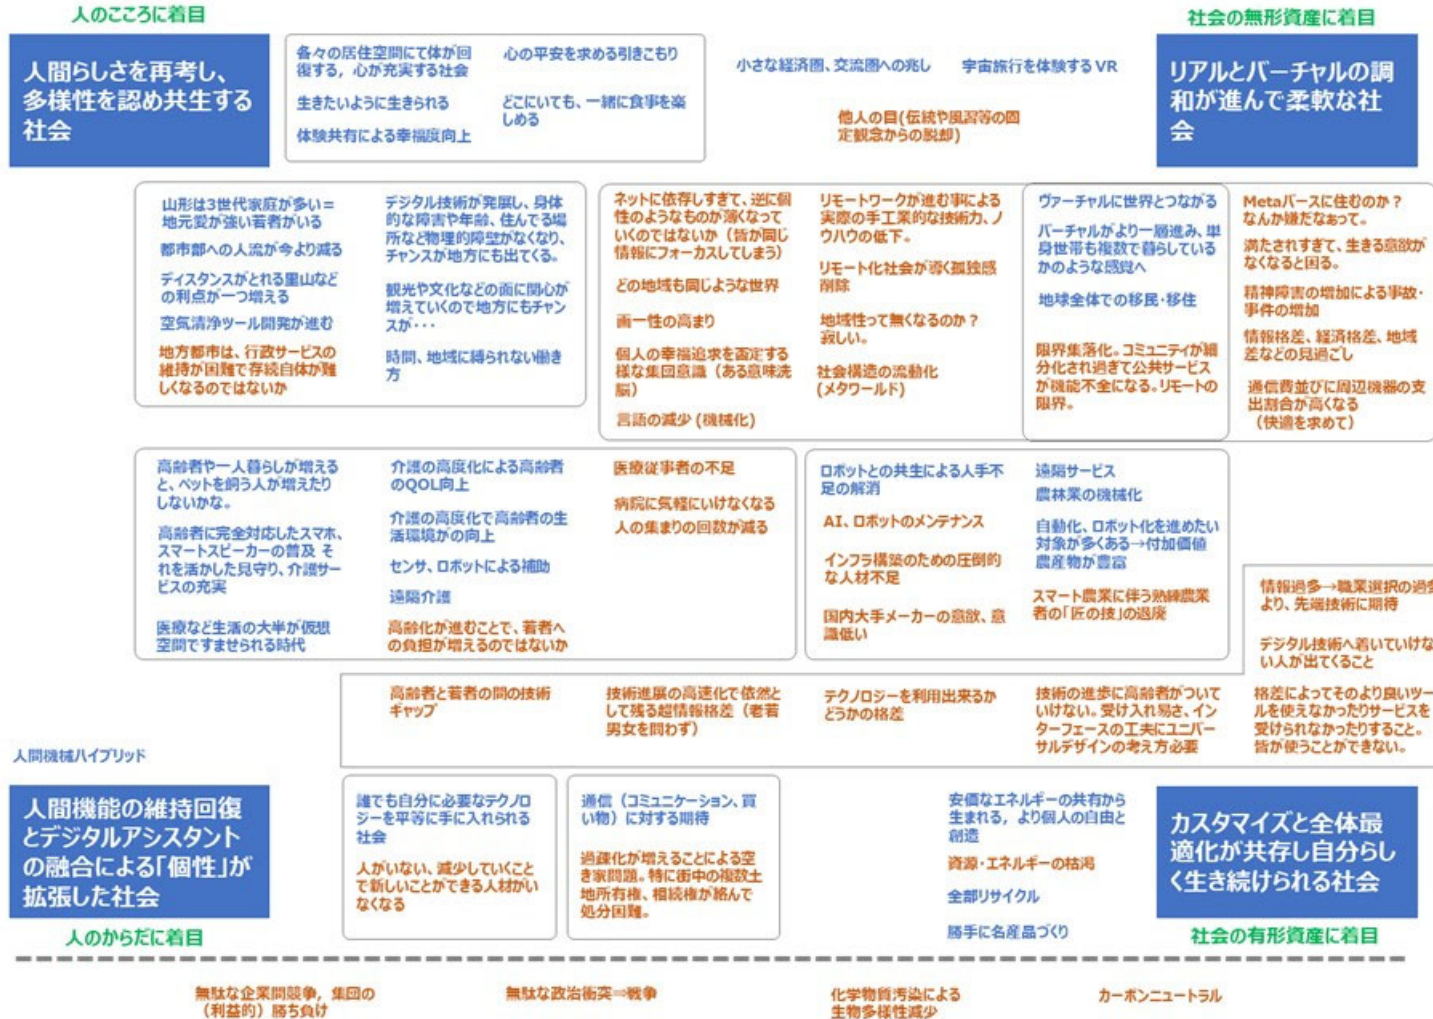 人のこころに着目
社会の無形資産に着目
人間らしさを再考し、
多様性を認め共生する
社会
各々の居住空間にて体が回
復する，心が充実する社会
生きたいように生きられる
体験共有による幸福度向上
心の平安を求める引きこもり
どこにいても、一緒に食事を楽
しめる
小さな経済圏、交流圏への兆し
宇宙旅行を体験するVR
他人の目(伝統や風習等の固
定観念からの脱却)
リアルとバーチャルの調
和が進んで柔軟な社
会
山形は3世代家庭が多い＝
地元愛が強い若者がいる
都市部への人流が今より減る
ディスタンスがとれる里山など
の利点が一つ増える
空気清浄ツール開発が進む
地方都市は、行政サービスの
維持が困難で存続自体が難
しくなるのではないか
デジタル技術が発展し、身体
的な障害や年齢、住んでる場
所など物理的障壁がなくなり、
チャンスが地方にも出てくる。
観光や文化などの面に関心が
増えていくので地方にもチャン
スが・・・
時間、地域に縛られない働き
方
ネットに依存しすぎて、逆に個
性のようなものが薄くなって
いくのではないか（皆が同じ
情報にフォーカスしてしまう）
どの地域も同じような世界
画一性の高まり
個人の幸福追求を否定する
様な集団意識（ある意味洗
脳）
言語の減少 (機械化)
リモートワークが進む事による
実際の手工業的な技術力、ノ
ウハウの低下。
リモート化社会が導く孤独感
削除
地域性って無くなるのか？
寂しい。
社会構造の流動化
(メタワールド)
ヴァーチャルに世界とつながる
バーチャルがより一層進み、単
身世帯も複数で暮らしている
かのような感覚へ
地球全体での移民・移住
限界集落化。コミュニティが細
分化され過ぎて公共サービス
が機能不全になる。リモートの
限界。
Metaバースに住むのか？
なんか嫌だなぁって。
満たされすぎて、生きる意欲が
なくなると困る。
精神障害の増加による事故・
事件の増加
情報格差、経済格差、地域
差などの見過ごし
通信費並びに周辺機器の支
出割合が高くなる
（快適を求めて）
高齢者や一人暮らしが増える
と、ペットを飼う人が増えたり
しないかな。
高齢者に完全対応したスマホ、
スマートスピーカーの普及 そ
れを活かした見守り、介護サー
ビスの充実
医療など生活の大半が仮想
空間ですませられる時代
介護の高度化による高齢者
のQOL向上
介護の高度化で高齢者の生
活環境がの向上
センサ、ロボットによる補助
遠隔介護
高齢化が進むことで、若者へ
の負担が増えるのではないか
医療従事者の不足
病院に気軽にいけなくなる
人の集まりの回数が減る
ロボットとの共生による人手不
足の解消
AI、ロボットのメンテナンス
インフラ構築のための圧倒的
な人材不足
国内大手メーカーの意欲、意
識低い
遠隔サービス
農林業の機械化
自動化、ロボット化を進めたい
対象が多くある→付加価値
農産物が豊富
スマート農業に伴う熟練農業
者の「匠の技」の退廃
情報過多→職業選択の過多
より、先端技術に期待
デジタル技術へ着いていけな
い人が出てくること
高齢者と若者の間の技術
ギャップ
技術進展の高速化で依然と
して残る超情報格差（老若
男女を問わず）
テクノロジーを利用出来るか
どうかの格差
技術の進歩に高齢者がついて
いけない。受け入れ易さ、イン
ターフェースの工夫にユニバー
サルデザインの考え方必要
格差によってそのより良いツー
ルを使えなかったりサービスを
受けられなかったりすること。
皆が使うことができない。
人間機械ハイブリッド
人間機能の維持回復
とデジタルアシスタント
の融合による「個性」が
拡張した社会
誰でも自分に必要なテクノロ
ジーを平等に手に入れられる
社会
人がいない、減少していくこと
で新しいことができる人材がい
なくなる
通信（コミュニケーション、買
い物）に対する期待
過疎化が増えることによる空
き家問題。特に街中の複数土
地所有権、相続権が絡んで
処分困難。
安価なエネルギーの共有から
生まれる，より個人の自由と
創造
資源・エネルギーの枯渇
全部リサイクル
勝手に名産品づくり
カスタマイズと全体最
適化が共存し自分らし
く生き続けられる社会
人のからだに着目
社会の有形資産に着目
無駄な企業間競争，集団の
（利益的）勝ち負け
無駄な政治衝突⇒戦争
化学物質汚染による
生物多様性減少
カーボンニュートラル